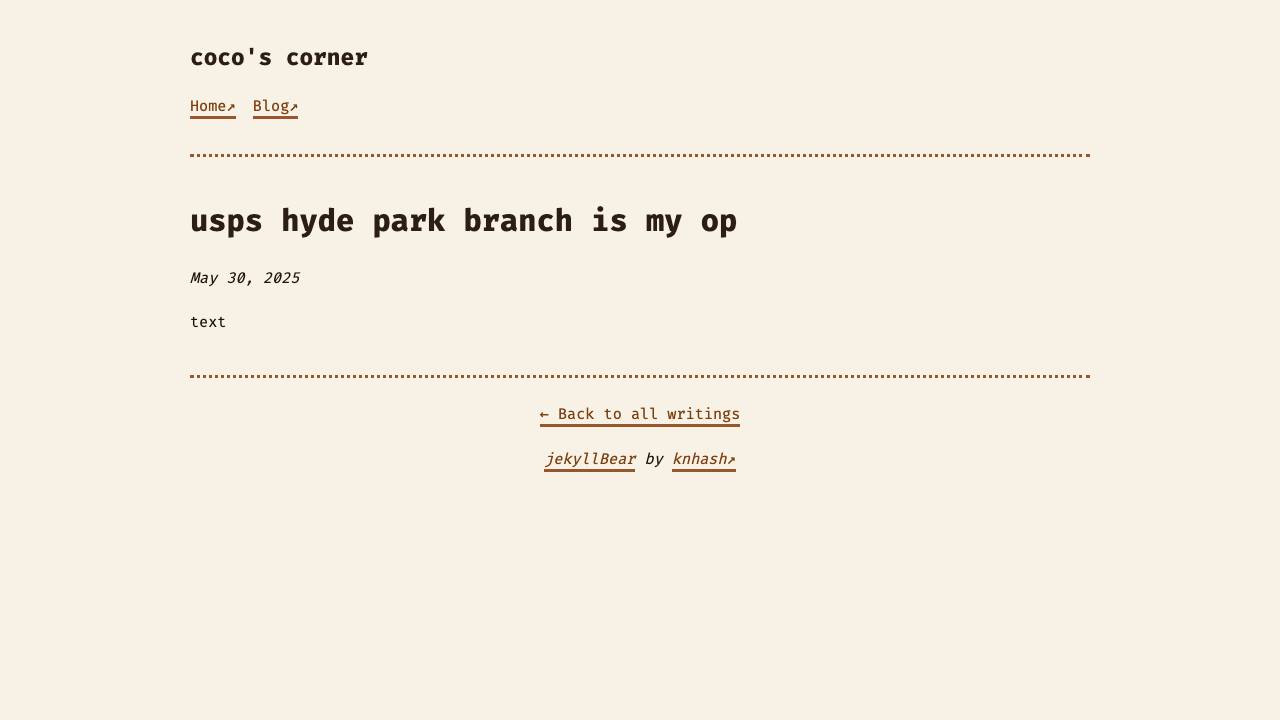 coco's corner
Home↗ Blog↗
usps hyde park branch is my op
May 30, 2025
text
← Back to all writings
jekyllBear by knhash↗